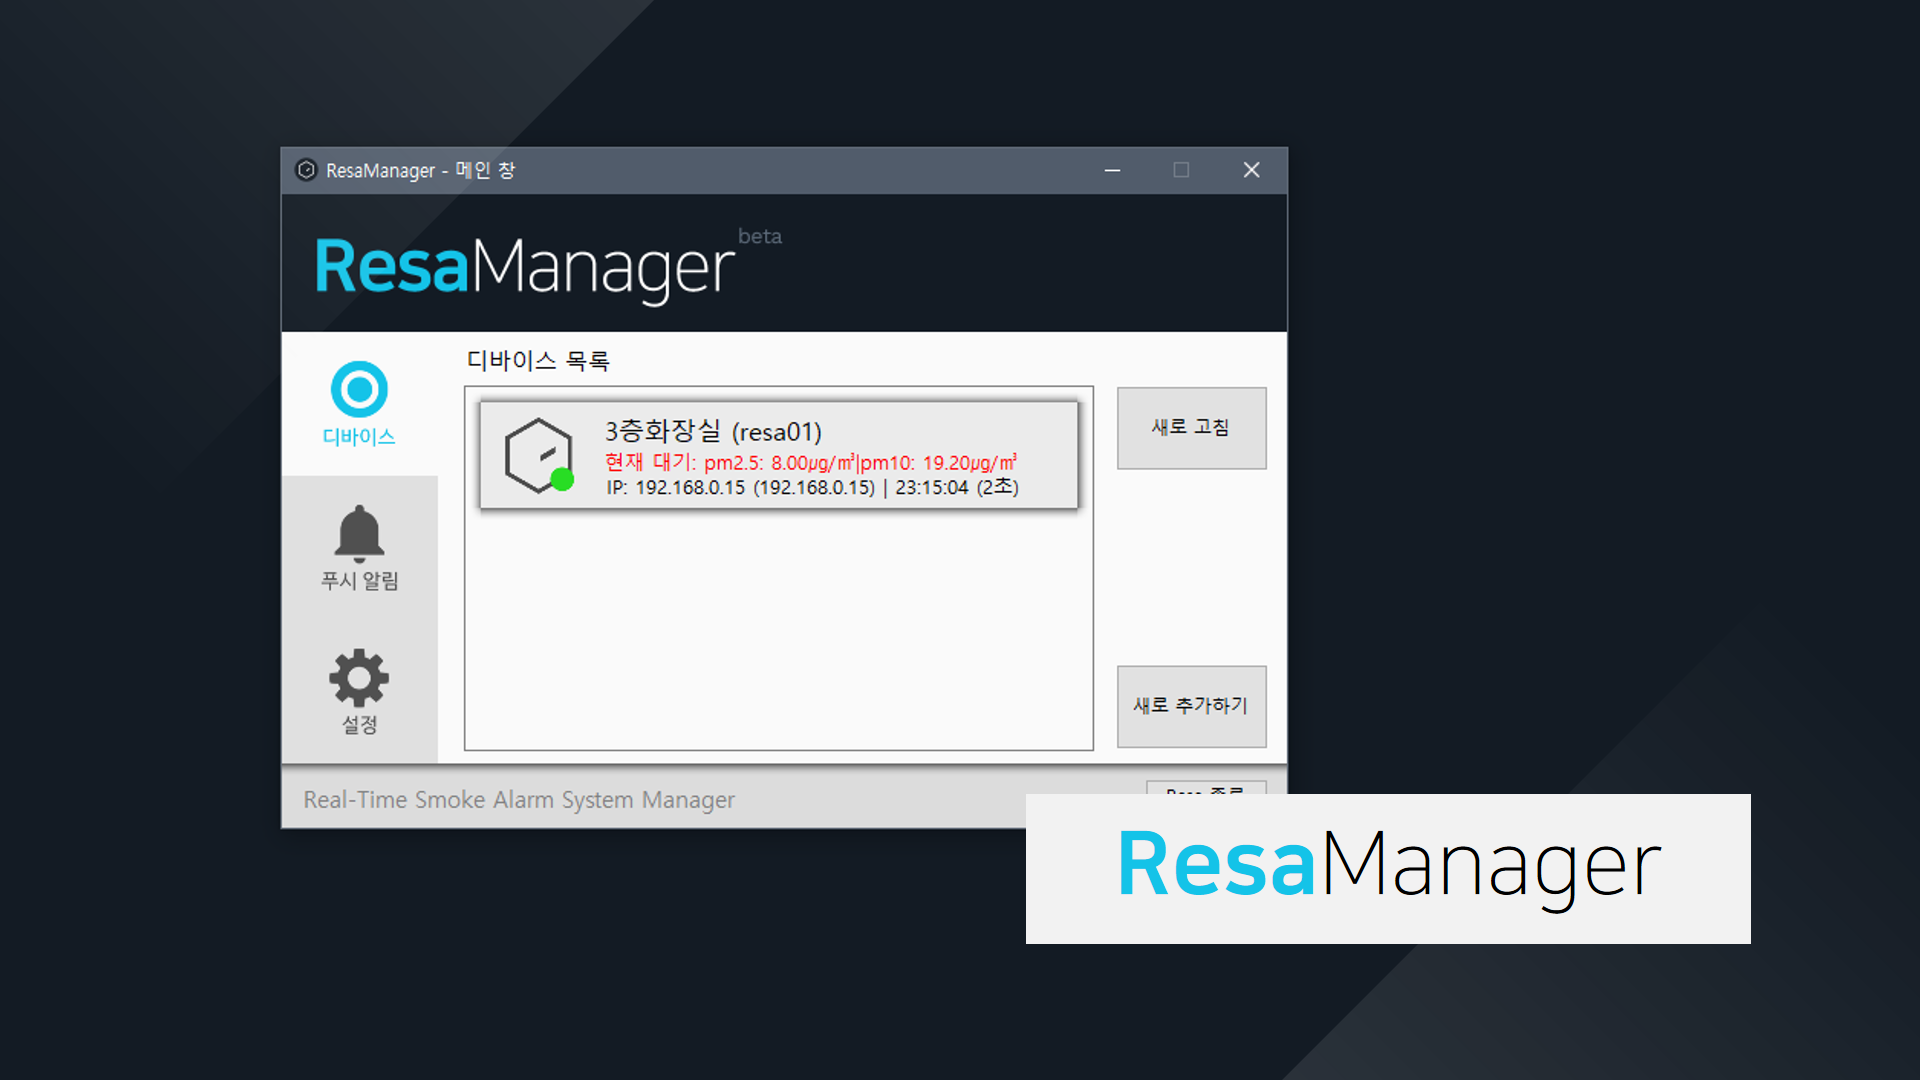 ResaManager - 메인 창
ResaManager beta
디바이스
푸시 알림
설정
디바이스 목록
3층화장실 (resa01)
현재 대기: pm2.5: 8.00㎍/㎥|pm10: 19.20㎍/㎥
IP: 192.168.0.15 (192.168.0.15) | 23:15:04 (2초)
새로 고침
새로 추가하기
Real-Time Smoke Alarm System Manager
ResaManager